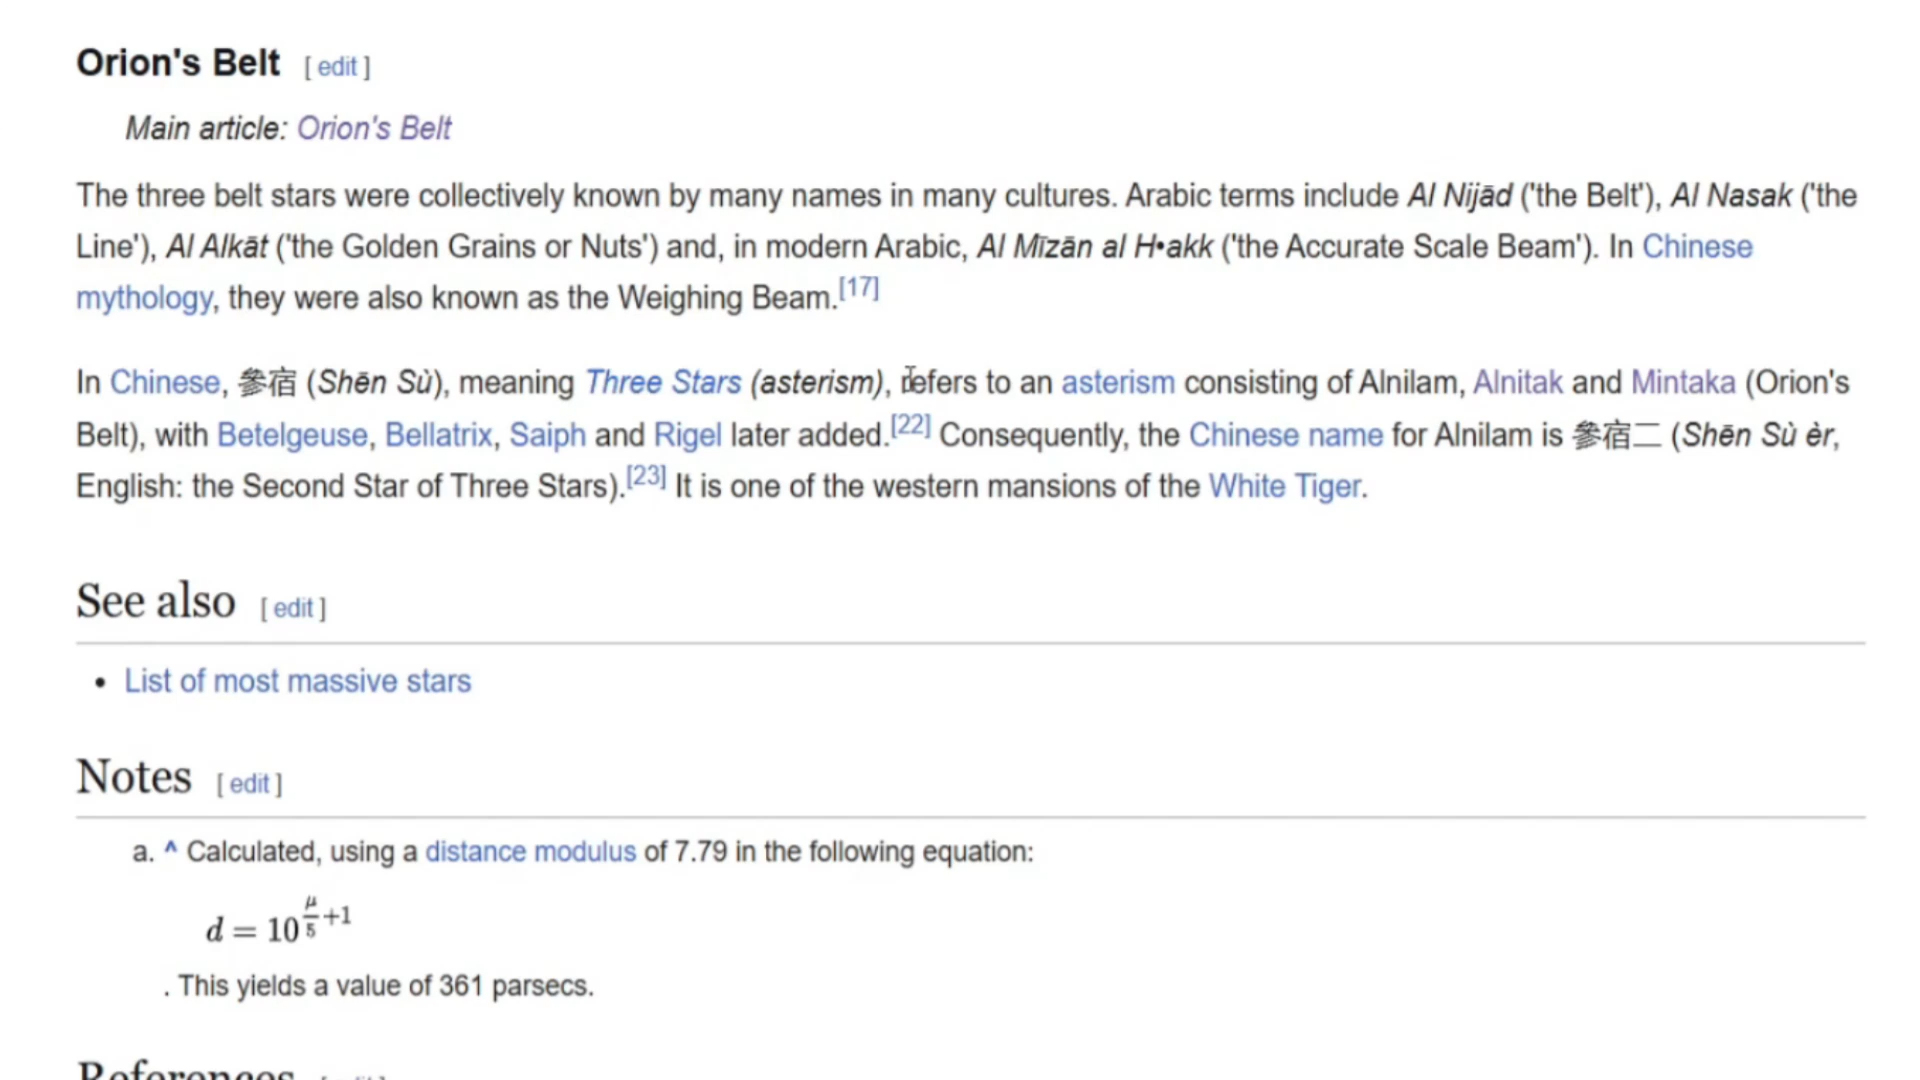 Orion's Belt [ edit ]
Main article: Orion's Belt
The three belt stars were collectively known by many names in many cultures. Arabic terms include Al Nijād ('the Belt'), Al Nasak ('the
Line'), Al Alkāt ('the Golden Grains or Nuts') and, in modern Arabic, Al Mīzān al H•akk ('the Accurate Scale Beam'). In Chinese
mythology, they were also known as the Weighing Beam.[17]
In Chinese, 參宿 (Shēn Sù), meaning Three Stars (asterism), refers to an asterism consisting of Alnilam, Alnitak and Mintaka (Orion's
Belt), with Betelgeuse, Bellatrix, Saiph and Rigel later added.[22] Consequently, the Chinese name for Alnilam is 參宿二 (Shēn Sù èr,
English: the Second Star of Three Stars).[23] It is one of the western mansions of the White Tiger.
See also [ edit ]
• List of most massive stars
Notes [ edit ]
a. ^ Calculated, using a distance modulus of 7.79 in the following equation:
d = 10^(μ/5 +1)
. This yields a value of 361 parsecs.
References [ edit ]